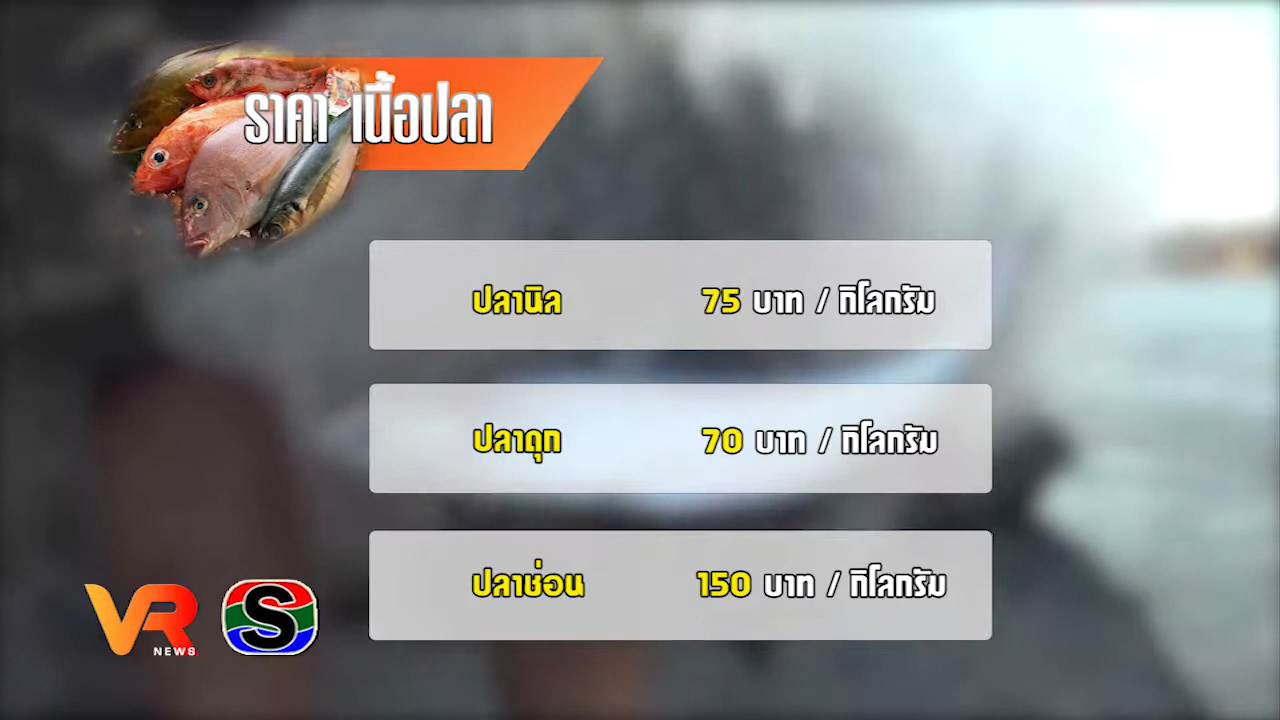 ราคา เนื้อปลา
ปลานิล 75 บาท / กิโลกรัม
ปลาดุก 70 บาท / กิโลกรัม
ปลาช่อน 150 บาท / กิโลกรัม
VR NEWS S